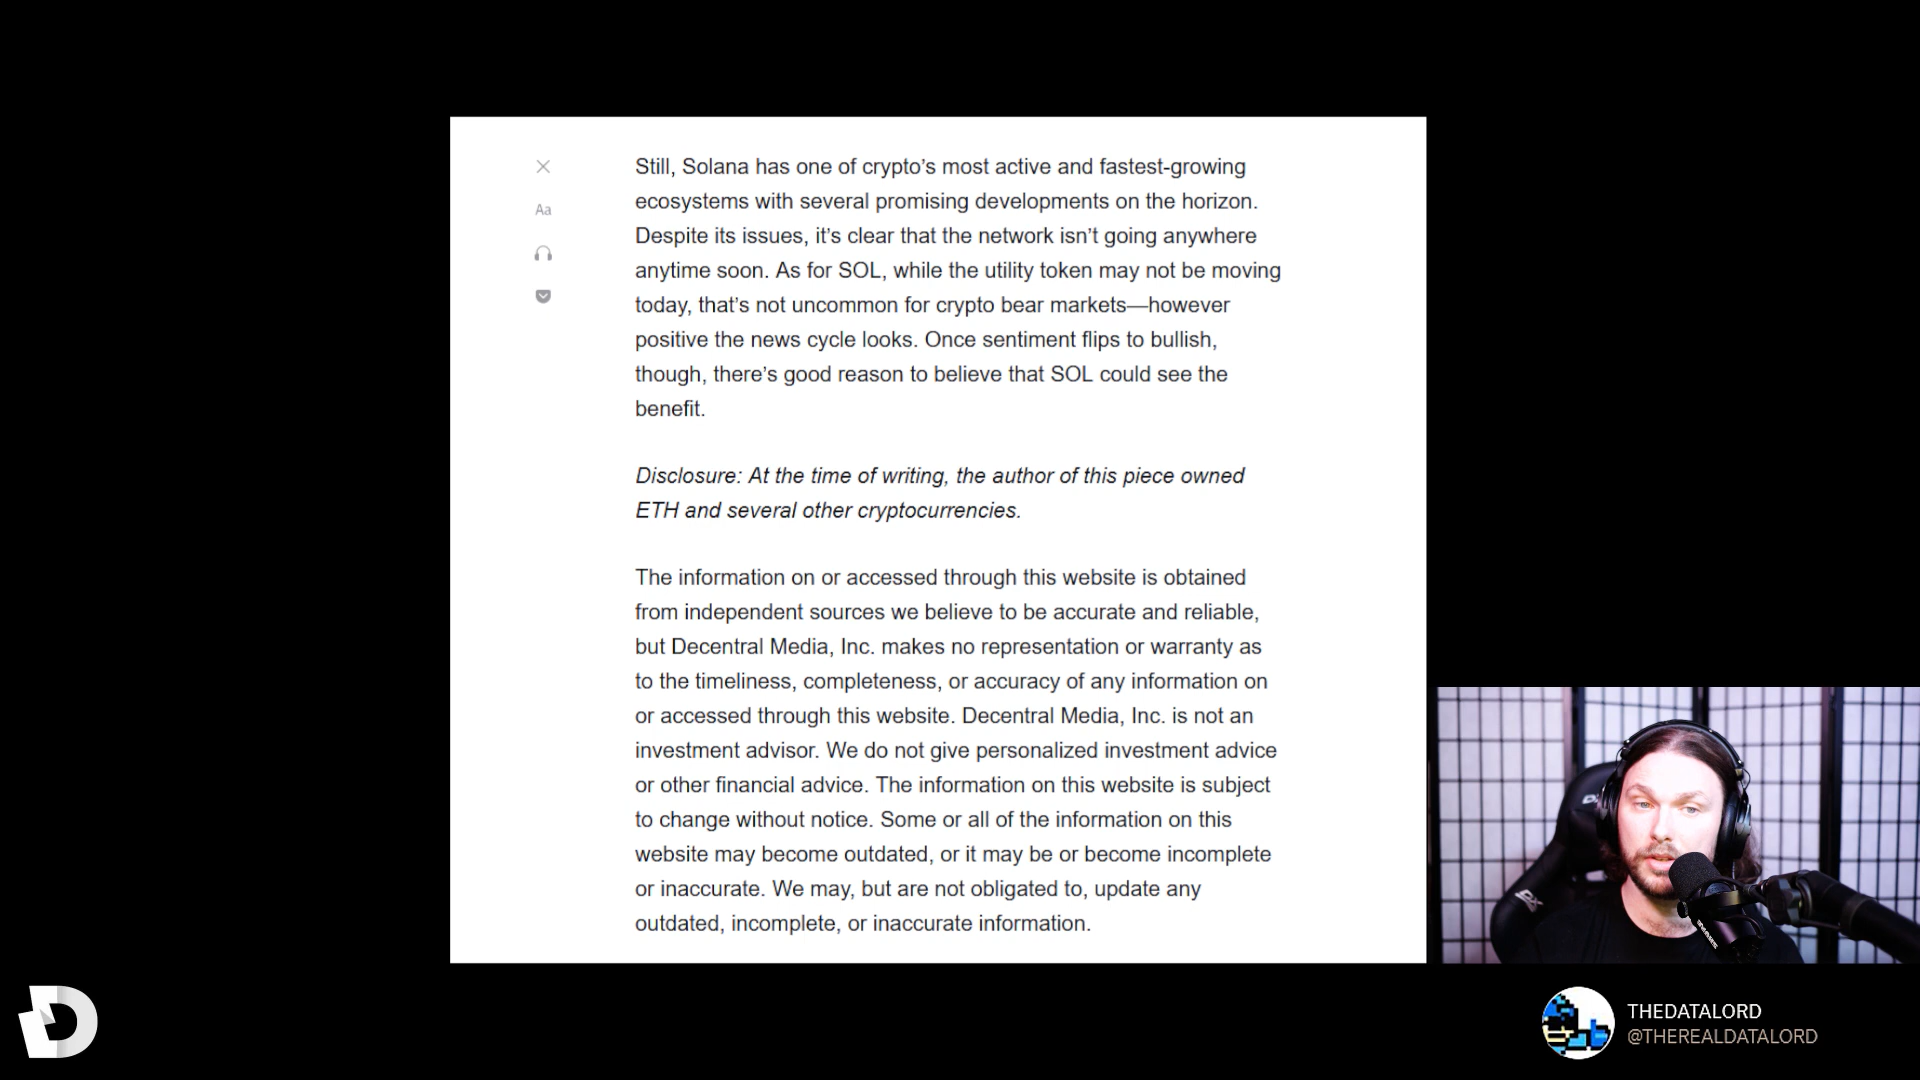 Still, Solana has one of crypto’s most active and fastest-growing
ecosystems with several promising developments on the horizon.
Despite its issues, it’s clear that the network isn’t going anywhere
anytime soon. As for SOL, while the utility token may not be moving
today, that’s not uncommon for crypto bear markets—however
positive the news cycle looks. Once sentiment flips to bullish,
though, there’s good reason to believe that SOL could see the
benefit.
Disclosure: At the time of writing, the author of this piece owned
ETH and several other cryptocurrencies.
The information on or accessed through this website is obtained
from independent sources we believe to be accurate and reliable,
but Decentral Media, Inc. makes no representation or warranty as
to the timeliness, completeness, or accuracy of any information on
or accessed through this website. Decentral Media, Inc. is not an
investment advisor. We do not give personalized investment advice
or other financial advice. The information on this website is subject
to change without notice. Some or all of the information on this
website may become outdated, or it may be or become incomplete
or inaccurate. We may, but are not obligated to, update any
outdated, incomplete, or inaccurate information.
Aa
D
THEDATALORD
@THEREALDATALORD